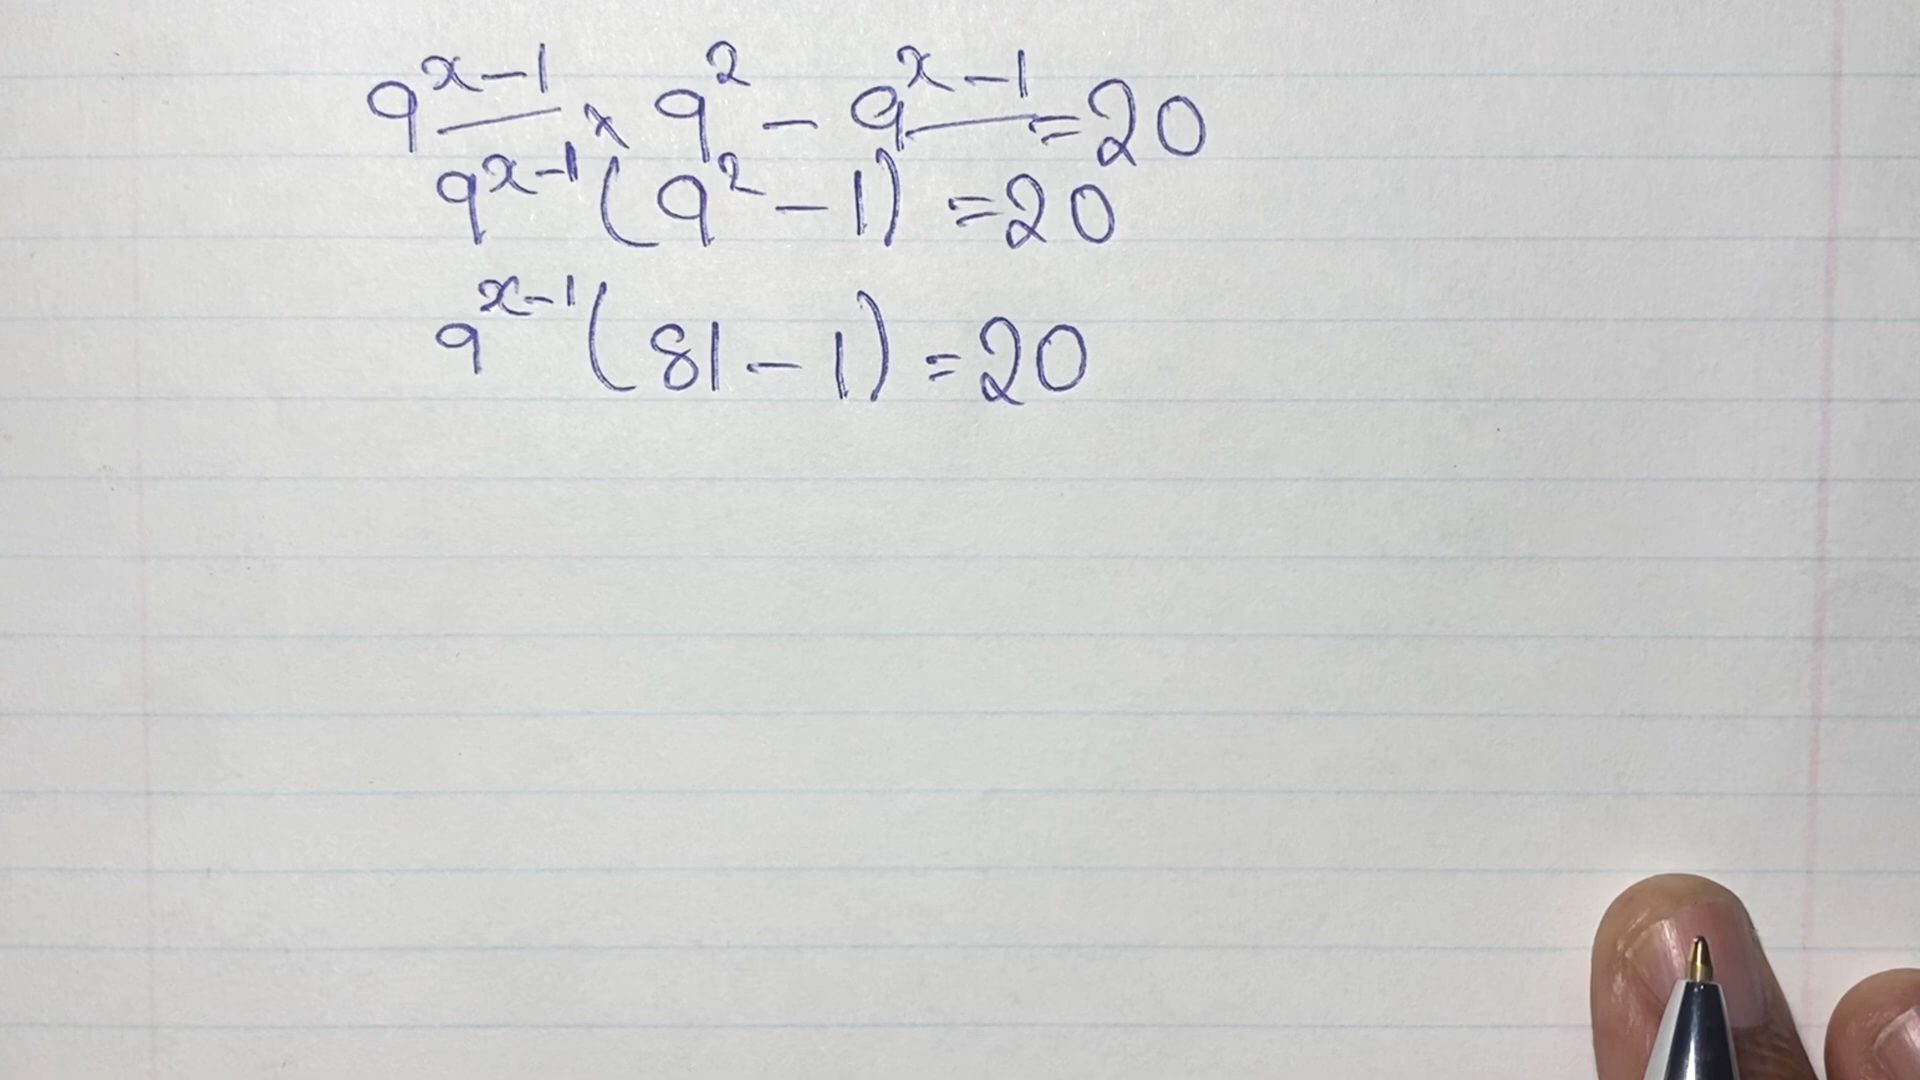 9^{x-1} × 9^2 - 9^{x-1} = 20
9^{x-1} (9^2 - 1) = 20
9^{x-1} (81 - 1) = 20